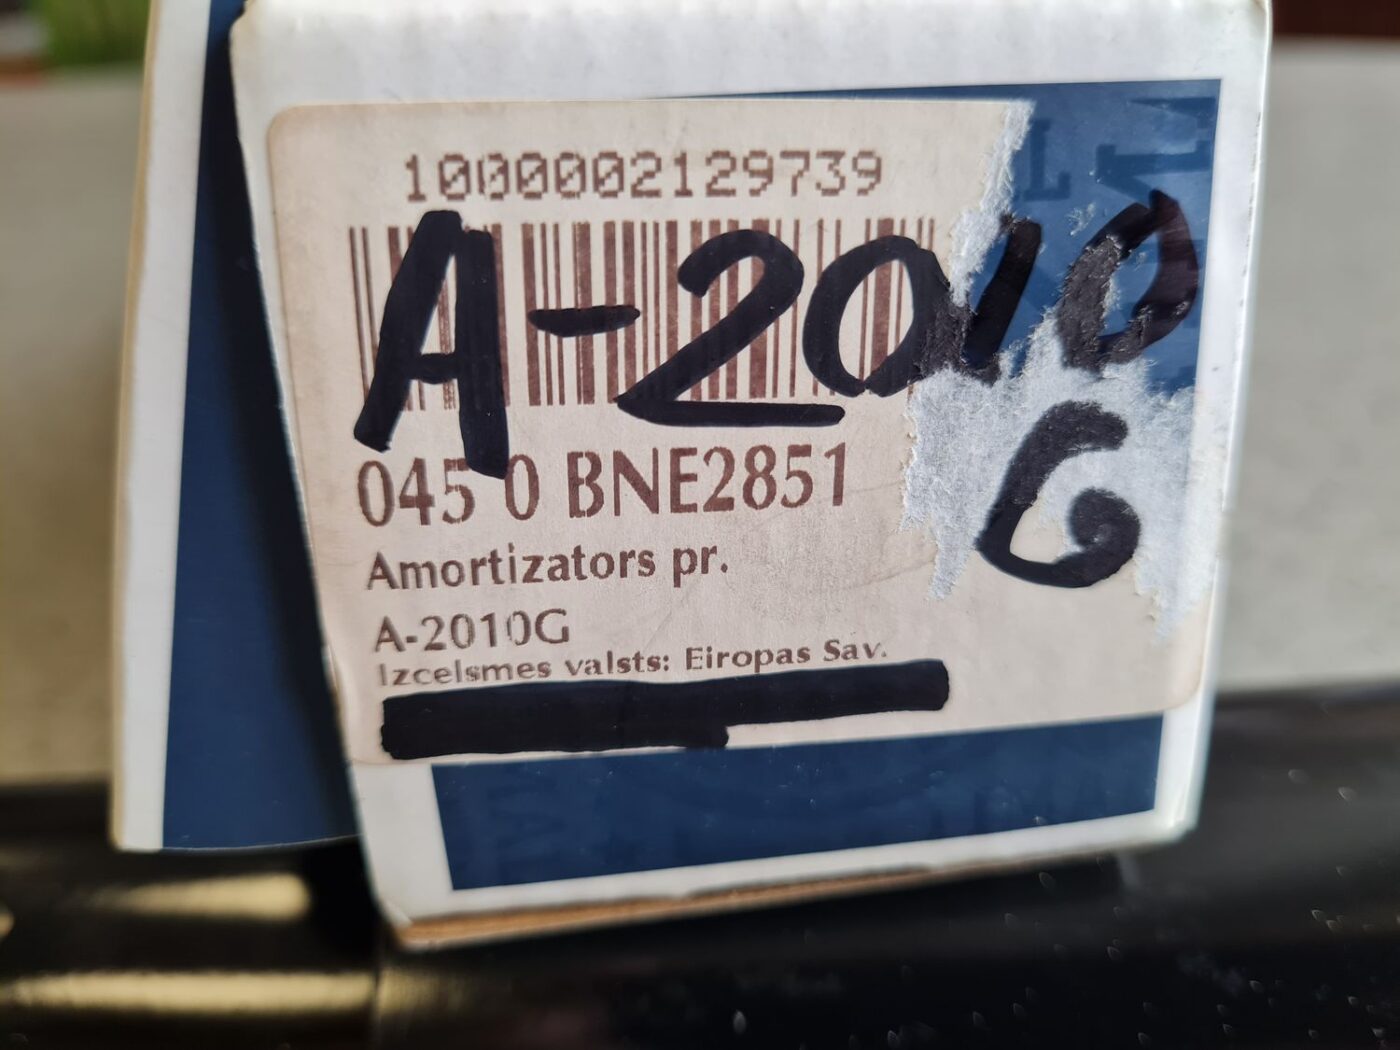 1000002129739
A-2010
G
045 0 BNE2851
Amortizators pr.
A-2010G
Izcelsmes valsts: Eiropas Sav.